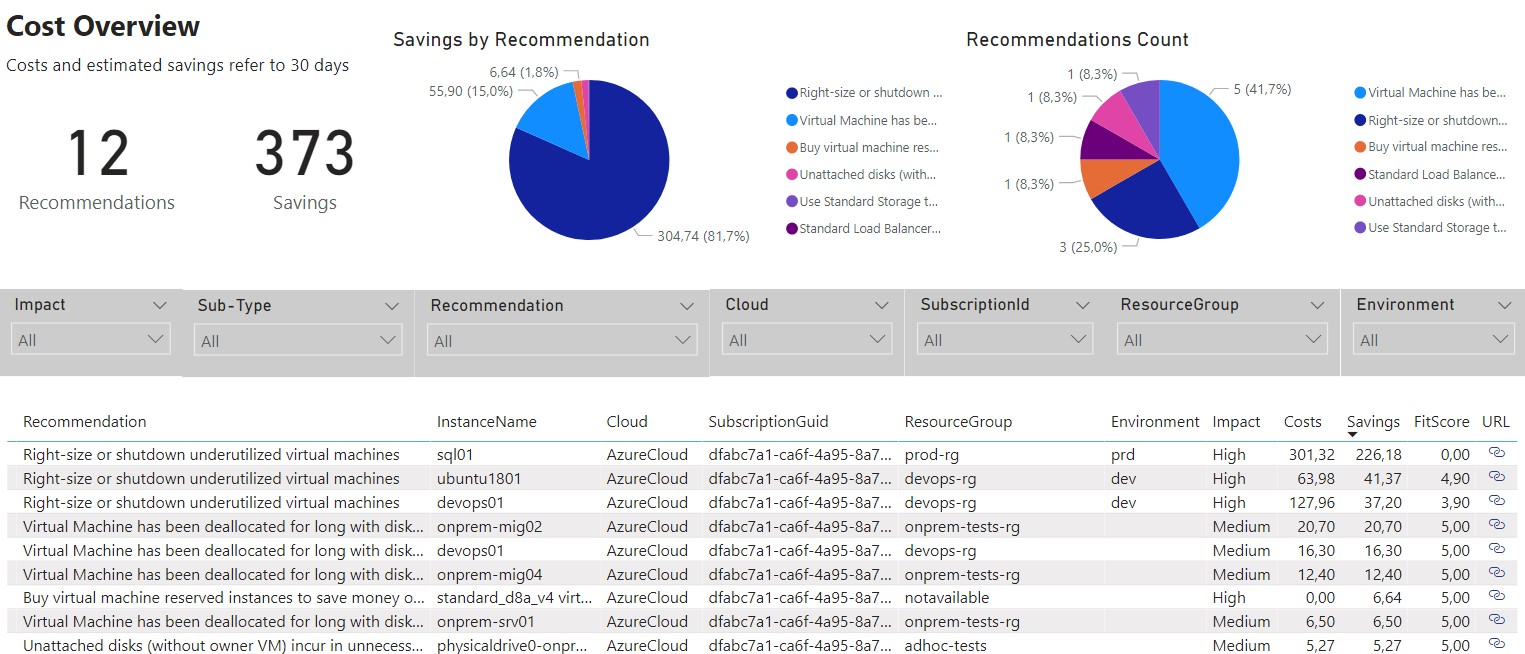 Cost Overview
Costs and estimated savings refer to 30 days
12
Recommendations
373
Savings
Savings by Recommendation
6,64 (1,8%)
55,90 (15,0%)
304,74 (81,7%)
Right-size or shutdown ...
Virtual Machine has be...
Buy virtual machine res...
Unattached disks (with...
Use Standard Storage t...
Standard Load Balancer...
Recommendations Count
1 (8,3%)
1 (8,3%)
1 (8,3%)
1 (8,3%)
3 (25,0%)
5 (41,7%)
Virtual Machine has be...
Right-size or shutdown...
Buy virtual machine res...
Standard Load Balance...
Unattached disks (with...
Use Standard Storage t...
Impact Sub-Type Recommendation Cloud SubscriptionId ResourceGroup Environment
All All All All All All All
Recommendation InstanceName Cloud SubscriptionGuid ResourceGroup Environment Impact Costs Savings FitScore URL
Right-size or shutdown underutilized virtual machines sql01 AzureCloud dfabc7a1-ca6f-4a95-8a7... prod-rg prd High 301,32 226,18 0,00
Right-size or shutdown underutilized virtual machines ubuntu1801 AzureCloud dfabc7a1-ca6f-4a95-8a7... devops-rg dev High 63,98 41,37 4,90
Right-size or shutdown underutilized virtual machines devops01 AzureCloud dfabc7a1-ca6f-4a95-8a7... devops-rg dev High 127,96 37,20 3,90
Virtual Machine has been deallocated for long with disk... onprem-mig02 AzureCloud dfabc7a1-ca6f-4a95-8a7... onprem-tests-rg Medium 20,70 20,70 5,00
Virtual Machine has been deallocated for long with disk... devops01 AzureCloud dfabc7a1-ca6f-4a95-8a7... devops-rg Medium 16,30 16,30 5,00
Virtual Machine has been deallocated for long with disk... onprem-mig04 AzureCloud dfabc7a1-ca6f-4a95-8a7... onprem-tests-rg Medium 12,40 12,40 5,00
Buy virtual machine reserved instances to save money o... standard_d8a_v4 virt... AzureCloud dfabc7a1-ca6f-4a95-8a7... notavailable High 0,00 6,64 5,00
Virtual Machine has been deallocated for long with disk... onprem-srv01 AzureCloud dfabc7a1-ca6f-4a95-8a7... onprem-tests-rg Medium 6,50 6,50 5,00
Unattached disks (without owner VM) incur in unnecess... physicaldrive0-onpr... AzureCloud dfabc7a1-ca6f-4a95-8a7... adhoc-tests Medium 5,27 5,27 5,00